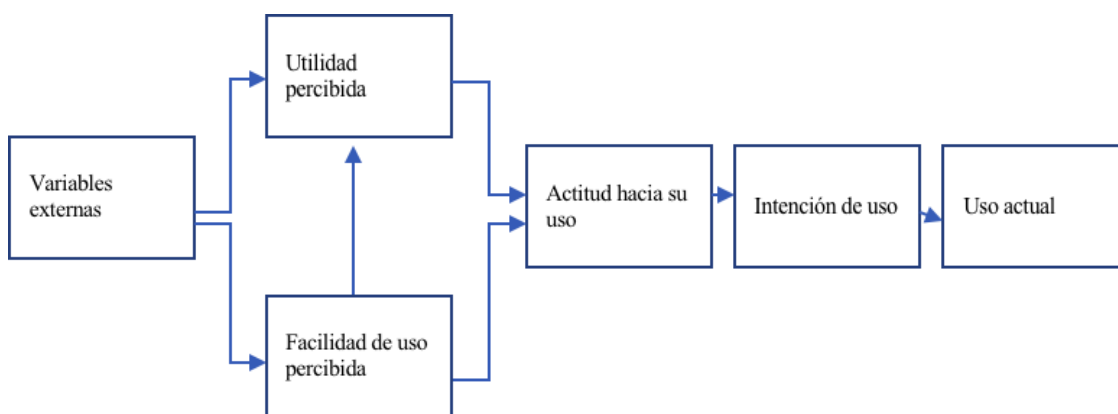 Utilidad
percibida
Variables
externas
Actitud hacia su
uso
Intención de uso
Uso actual
Facilidad de uso
percibida